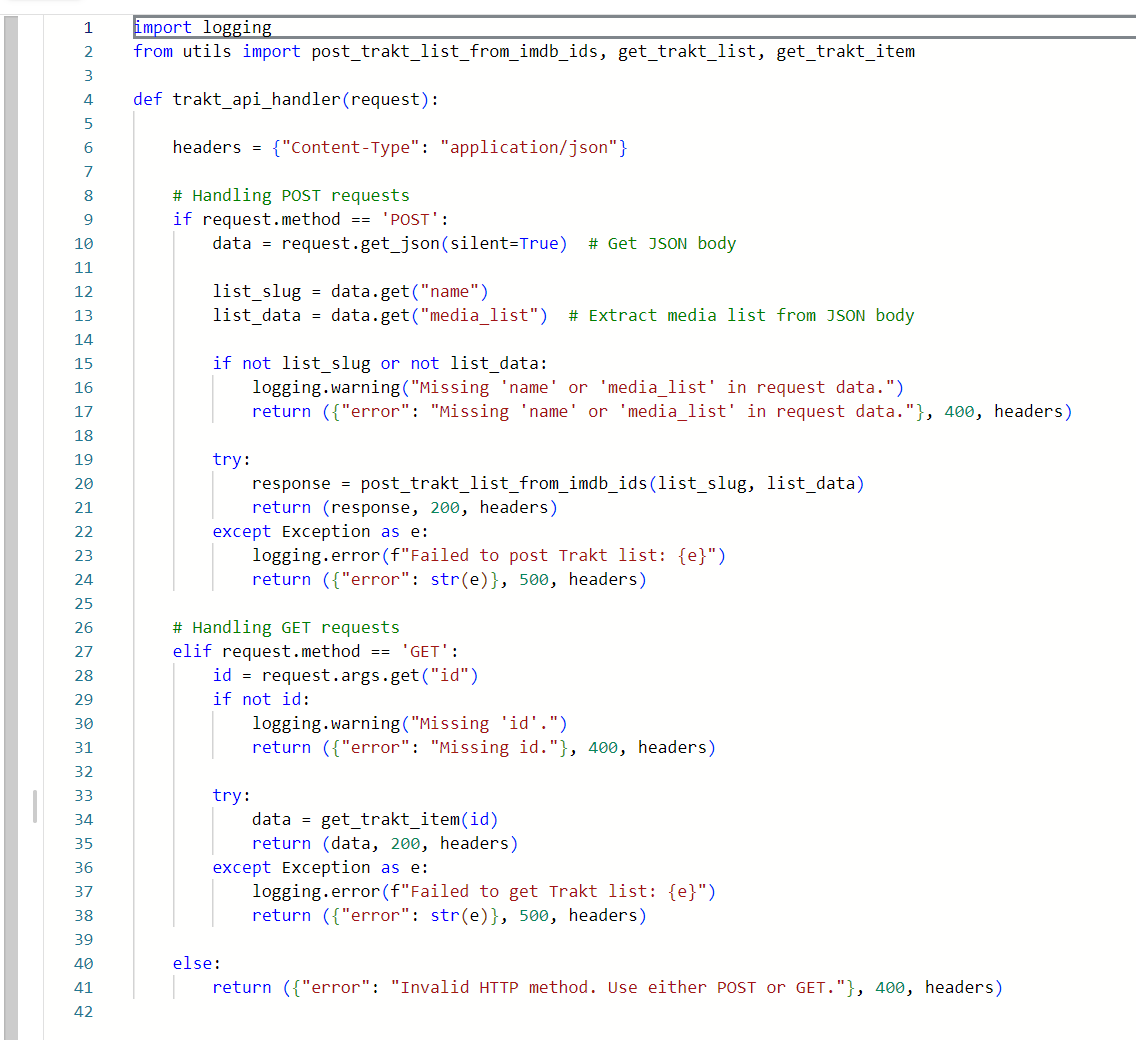 1 import logging
2 from utils import post_trakt_list_from_imdb_ids, get_trakt_list, get_trakt_item
3
4 def trakt_api_handler(request):
5
6     headers = {"Content-Type": "application/json"}
7
8     # Handling POST requests
9     if request.method == 'POST':
10         data = request.get_json(silent=True)  # Get JSON body
11
12         list_slug = data.get("name")
13         list_data = data.get("media_list")  # Extract media list from JSON body
14
15         if not list_slug or not list_data:
16             logging.warning("Missing 'name' or 'media_list' in request data.")
17             return ({"error": "Missing 'name' or 'media_list' in request data."}, 400, headers)
18
19         try:
20             response = post_trakt_list_from_imdb_ids(list_slug, list_data)
21             return (response, 200, headers)
22         except Exception as e:
23             logging.error(f"Failed to post Trakt list: {e}")
24             return ({"error": str(e)}, 500, headers)
25
26     # Handling GET requests
27     elif request.method == 'GET':
28         id = request.args.get("id")
29         if not id:
30             logging.warning("Missing 'id'.")
31             return ({"error": "Missing id."}, 400, headers)
32
33         try:
34             data = get_trakt_item(id)
35             return (data, 200, headers)
36         except Exception as e:
37             logging.error(f"Failed to get Trakt list: {e}")
38             return ({"error": str(e)}, 500, headers)
39
40     else:
41         return ({"error": "Invalid HTTP method. Use either POST or GET."}, 400, headers)
42